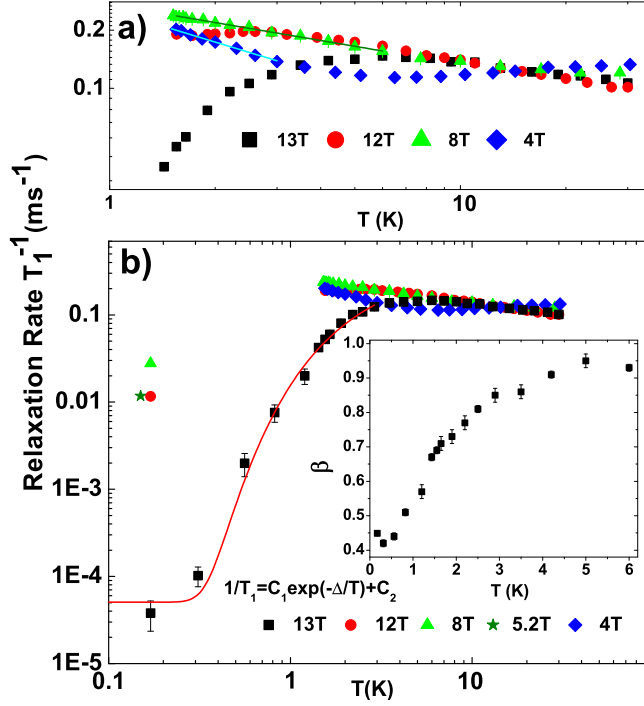 a)
0.2
0.1
13T 12T 8T 4T
1 10
T (K)
Relaxation Rate T₁⁻¹ (ms⁻¹)
b)
0.1
0.01
1E-3
1E-4
1E-5
1.0
0.9
0.8
0.7
0.6
0.5
0.4
β
0 1 2 3 4 5 6
T (K)
1/T₁=C₁exp(-Δ/T)+C₂
13T 12T 8T 5.2T 4T
0.1 1 10
T(K)